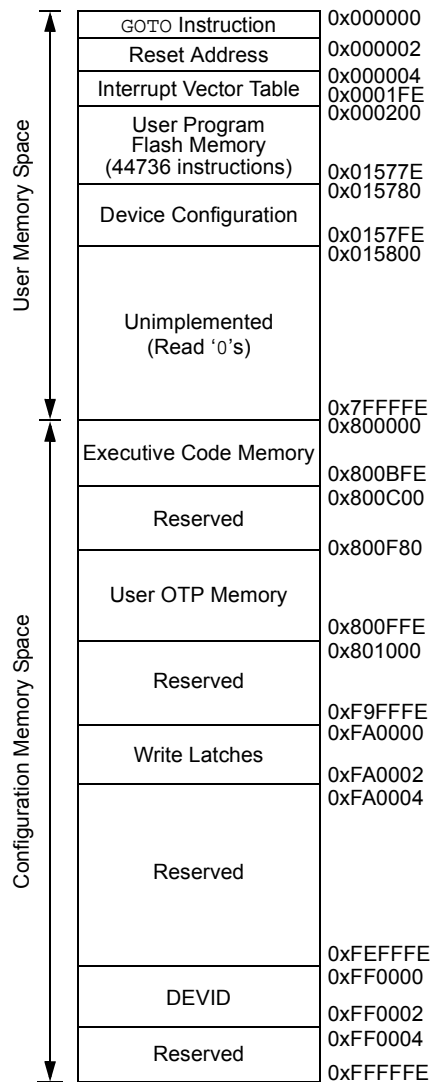 GOTO Instruction
0x000000
Reset Address
0x000002
0x000004
Interrupt Vector Table
0x0001FE
0x000200
User Program
Flash Memory
(44736 instructions)
0x01577E
0x015780
Device Configuration
0x0157FE
0x015800
Unimplemented
(Read ‘0’s)
0x7FFFFE
User Memory Space
0x800000
Executive Code Memory
0x800BFE
0x800C00
Reserved
0x800F80
User OTP Memory
0x800FFE
0x801000
Reserved
0xF9FFFE
0xFA0000
Write Latches
0xFA0002
0xFA0004
Reserved
0xFEFFFE
0xFF0000
DEVID
0xFF0002
0xFF0004
Reserved
0xFFFFFE
Configuration Memory Space